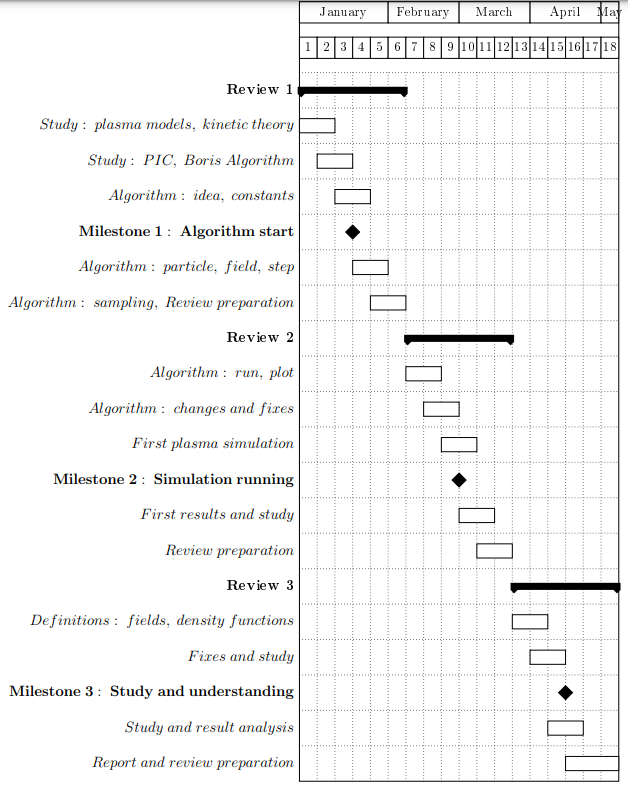 January February March April May
1 2 3 4 5 6 7 8 9 10 11 12 13 14 15 16 17 18
Review 1
Study : plasma models, kinetic theory
Study : PIC, Boris Algorithm
Algorithm : idea, constants
Milestone 1 : Algorithm start
Algorithm : particle, field, step
Algorithm : sampling, Review preparation
Review 2
Algorithm : run, plot
Algorithm : changes and fixes
First plasma simulation
Milestone 2 : Simulation running
First results and study
Review preparation
Review 3
Definitions : fields, density functions
Fixes and study
Milestone 3 : Study and understanding
Study and result analysis
Report and review preparation